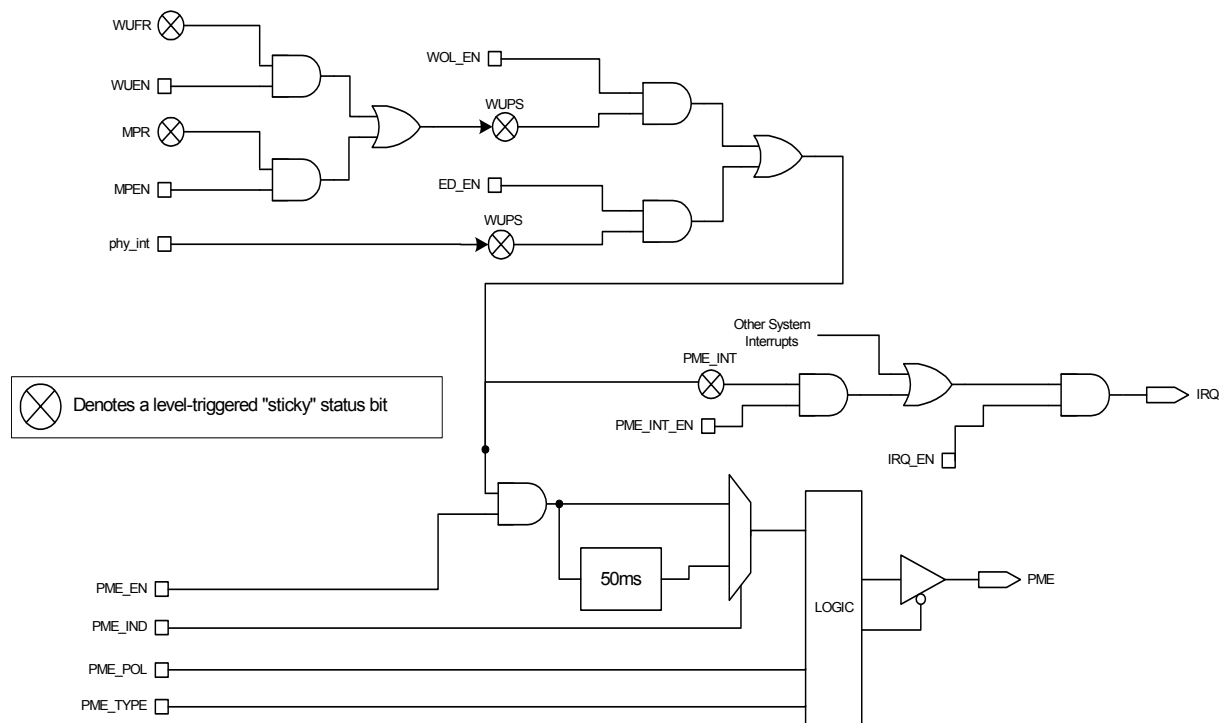 WUFR
WOL_EN
WUEN
WUPS
MPR
ED_EN
MPEN
WUPS
phy_int
Other System
Interrupts
PME_INT
IRQ
Denotes a level-triggered "sticky" status bit
PME_INT_EN
IRQ_EN
50ms
PME_EN
PME
LOGIC
PME_IND
PME_POL
PME_TYPE